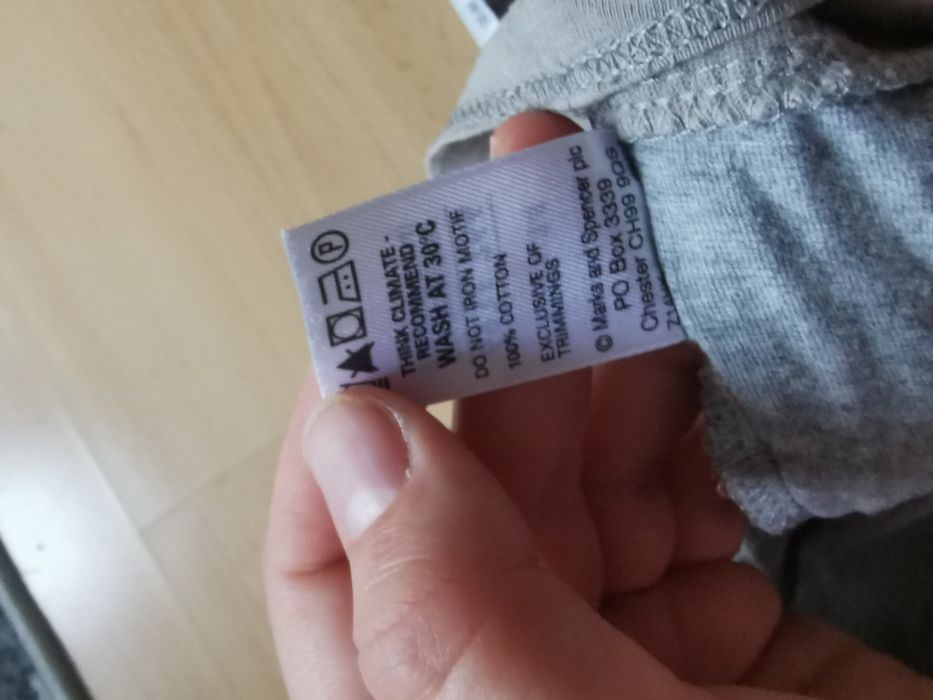 P
THINK CLIMATE -
RECOMMEND
WASH AT 30°C
DO NOT IRON MOTIF
100% COTTON
EXCLUSIVE OF
TRIMMINGS
© Marks and Spencer plc
PO Box 3339
Chester CH99 9QS